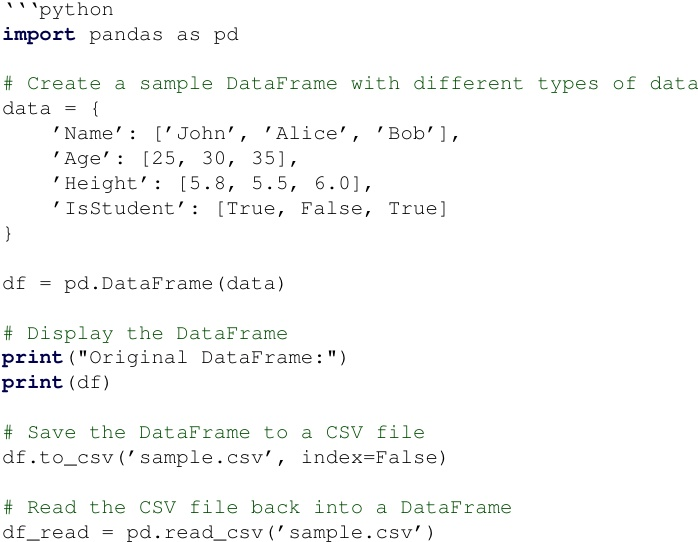 ```python
import pandas as pd
# Create a sample DataFrame with different types of data
data = {
    'Name': ['John', 'Alice', 'Bob'],
    'Age': [25, 30, 35],
    'Height': [5.8, 5.5, 6.0],
    'IsStudent': [True, False, True]
}
df = pd.DataFrame(data)
# Display the DataFrame
print("Original DataFrame:")
print(df)
# Save the DataFrame to a CSV file
df.to_csv('sample.csv', index=False)
# Read the CSV file back into a DataFrame
df_read = pd.read_csv('sample.csv')